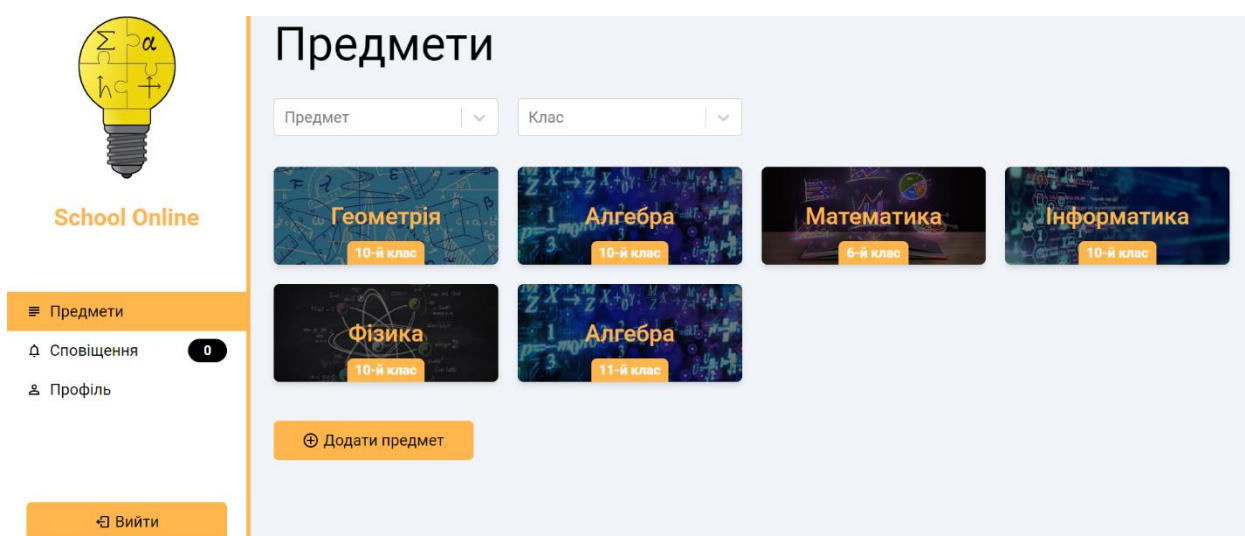 Σ α
ħ
School Online
Предмети
Сповіщення 0
Профіль
Вийти
Предмети
Предмет Клас
Геометрія
10-й клас
Алгебра
10-й клас
Математика
6-й клас
Інформатика
10-й клас
Фізика
10-й клас
Алгебра
11-й клас
Додати предмет